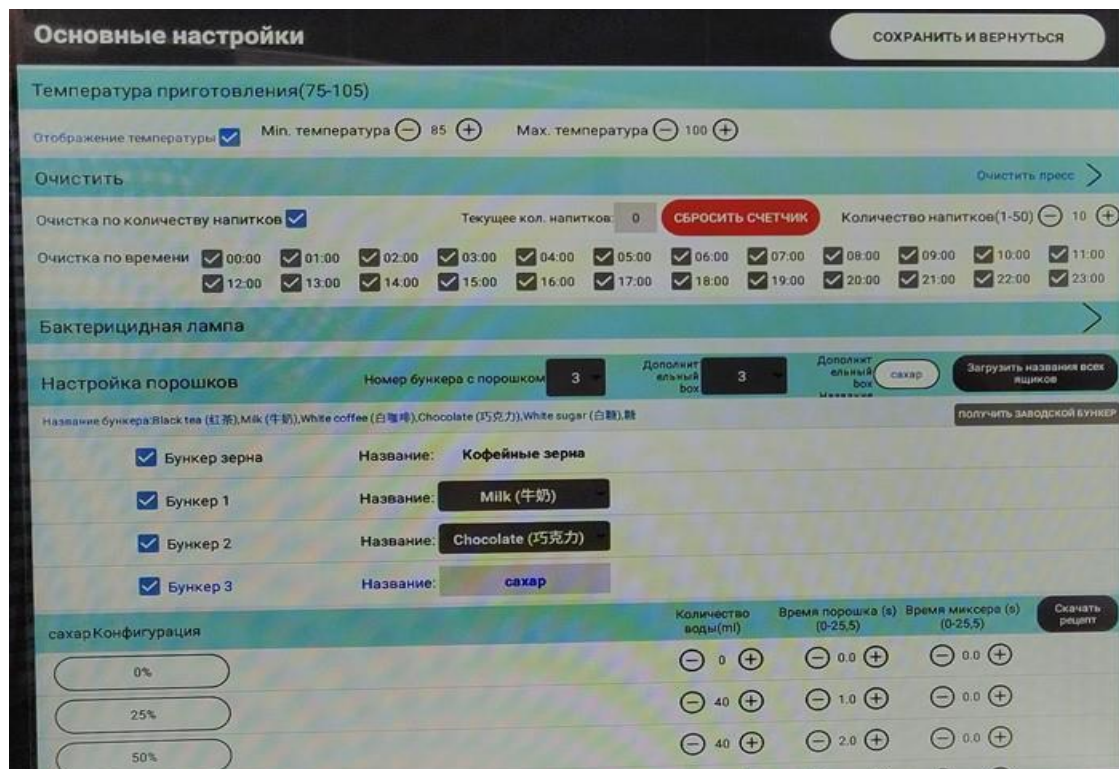 Основные настройки
СОХРАНИТЬ И ВЕРНУТЬСЯ
Температура приготовления(75-105)
Отображение температуры Min. температура 85 Max. температура 100
Очистить Очистить пресс
Очистка по количеству напитков Текущее кол. напитков: 0 СБРОСИТЬ СЧЕТЧИК Количество напитков(1-50) 10
Очистка по времени 00:00 01:00 02:00 03:00 04:00 05:00 06:00 07:00 08:00 09:00 10:00 11:00
12:00 13:00 14:00 15:00 16:00 17:00 18:00 19:00 20:00 21:00 22:00 23:00
Бактерицидная лампа
Настройка порошков
Номер бункера с порошком 3
Дополнит
ельный
box
3
Дополнит
ельный
box
Название
сахар
Загрузить названия всех
ящиков
Название бункера:Black tea (红茶),Milk (牛奶),White coffee (白咖啡),Chocolate (巧克力),White sugar (白糖),糖
ПОЛУЧИТЬ ЗАВОДСКОЙ БУНКЕР
Бункер зерна Название: Кофейные зерна
Бункер 1 Название: Milk (牛奶)
Бункер 2 Название: Chocolate (巧克力)
Бункер 3 Название: сахар
сахар Конфигурация
Количество
воды(ml)
Время порошка (s)
(0-25,5)
Время миксера (s)
(0-25,5)
Скачать
рецепт
0% 0 0.0 0.0
25% 40 1.0 0.0
50% 40 2.0 0.0